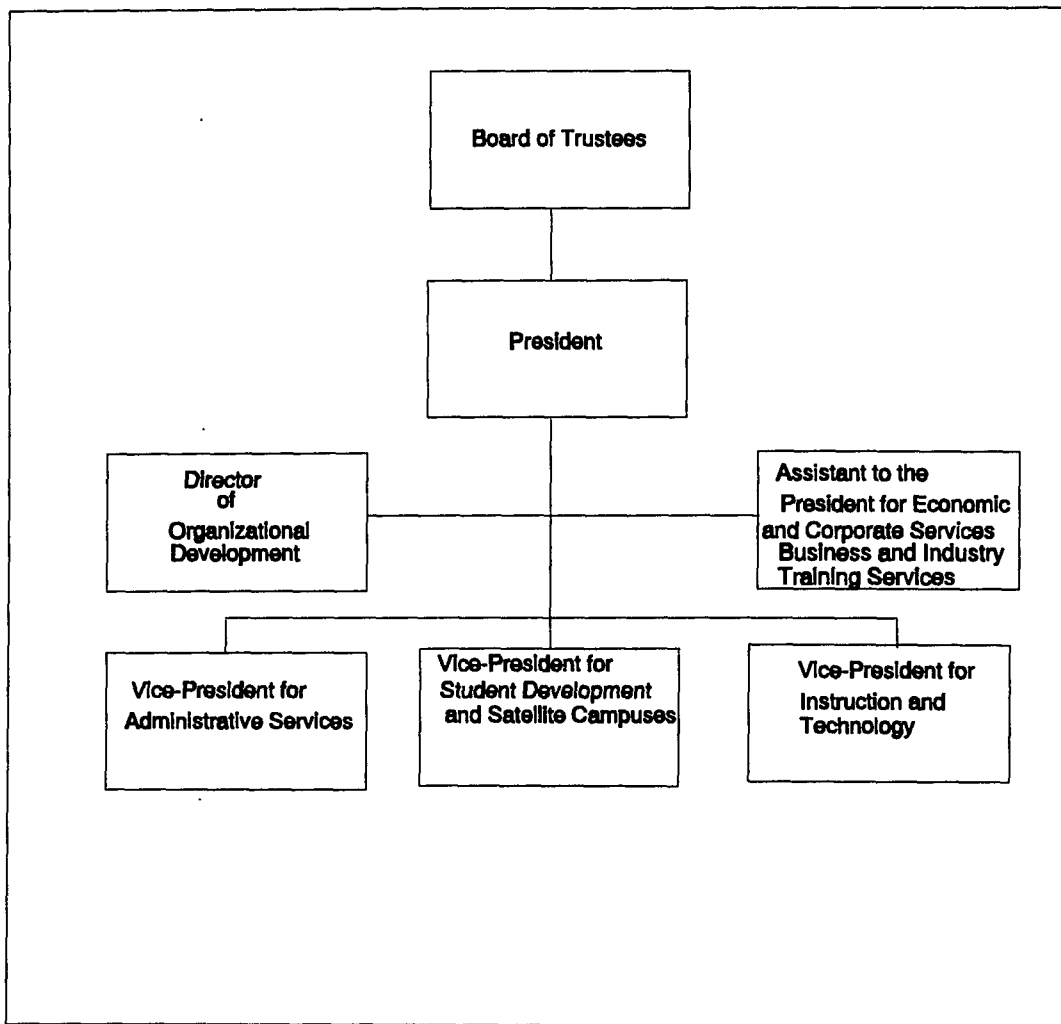 Board of Trustees
President
Director
of
Organizational
Development
Assistant to the
President for Economic
and Corporate Services
Business and Industry
Training Services
Vice-President for
Administrative Services
Vice-President for
Student Development
and Satellite Campuses
Vice-President for
Instruction and
Technology